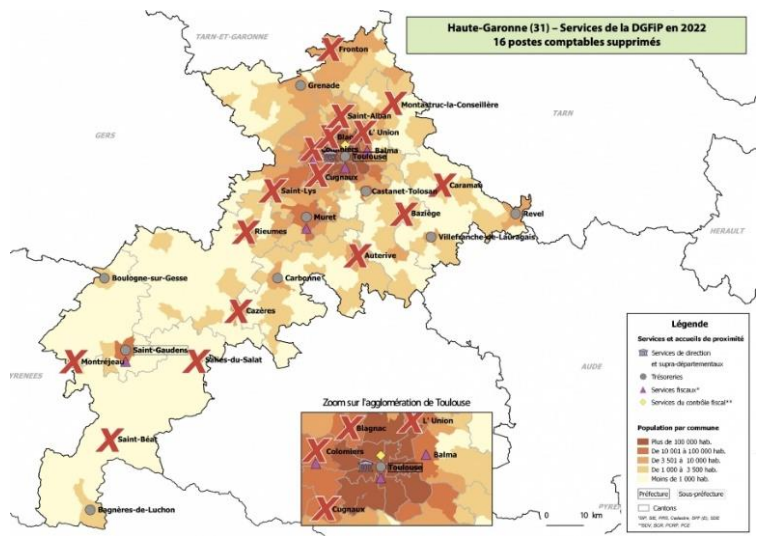 Haute-Garonne (31) – Services de la DGFiP en 2022
16 postes comptables supprimés
TARN-ET-GARONNE
Fronton
Grenade
Montastruc-la-Conseillère
Saint-Alban
TARN
GERS
L' Union
Balma
Toulouse
Cugnaux
Saint-Lys
Castanet-Tolosan
Caraman
Muret
Baziège
Revel
Rieumes
Villefranche-de-Lauragais
HERAULT
Auterive
Boulogne-sur-Gesse
Carbonne
Cazères
Saint-Gaudens
Montréjeau
Salies-du-Salat
PYRENEES
AUDE
Saint-Béat
Bagnères-de-Luchon
Zoom sur l'agglomération de Toulouse
Blagnac
L' Union
Colomiers
Balma
Toulouse
Cugnaux
0 10 km
Légende
Services et accueils de proximité
Services de direction
et supra-départementaux
Trésoreries
Services fiscaux*
Services du contrôle fiscal**
Population par commune
Plus de 100 000 hab.
De 10 001 à 100 000 hab.
De 3 501 à 10 000 hab.
De 1 000 à 3 500 hab.
Moins de 1 000 hab.
Préfecture Sous-préfecture
Cantons